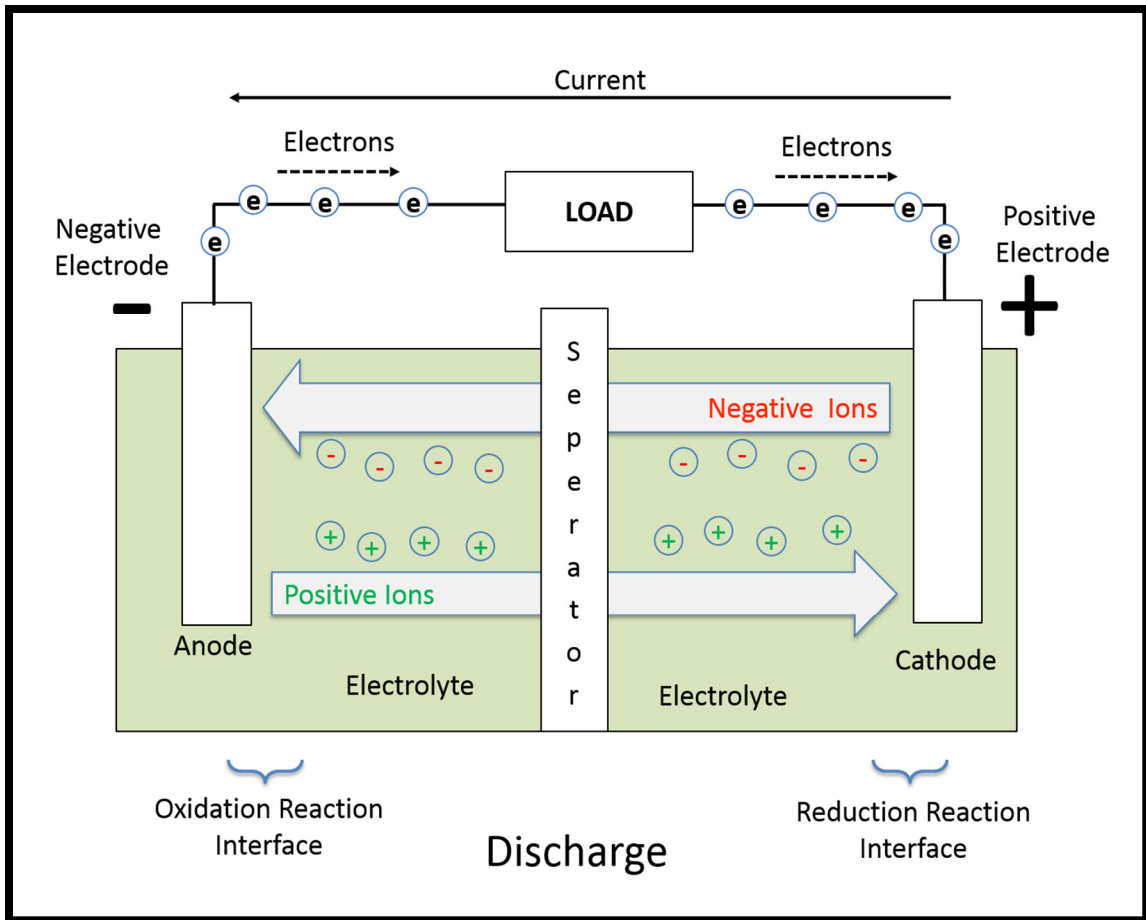 Current
Electrons
Electrons
e
e
e
e
LOAD
e
e
e
e
Negative
Electrode
-
Positive
Electrode
+
Seperator
Negative Ions
- - - -
- - - -
+ + + +
+ + + +
Positive Ions
Anode
Cathode
Electrolyte
Electrolyte
Oxidation Reaction
Interface
Reduction Reaction
Interface
Discharge